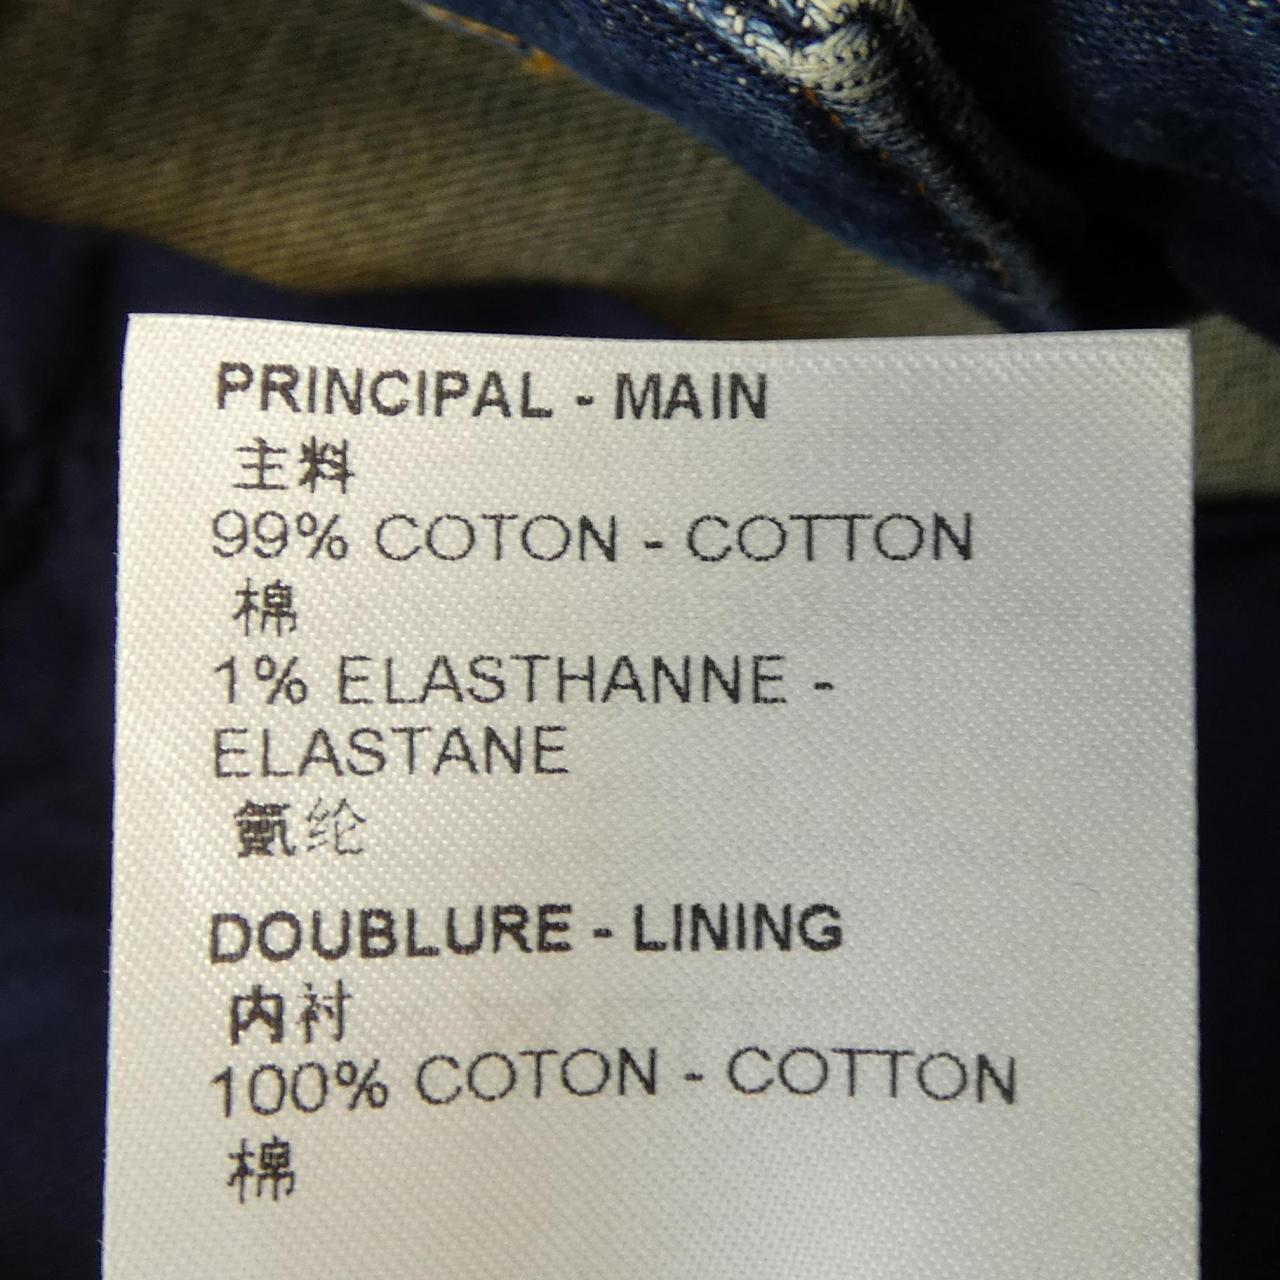 PRINCIPAL - MAIN
主料
99% COTON - COTTON
棉
1% ELASTHANNE -
ELASTANE
氨纶
DOUBLURE - LINING
内衬
100% COTON - COTTON
棉